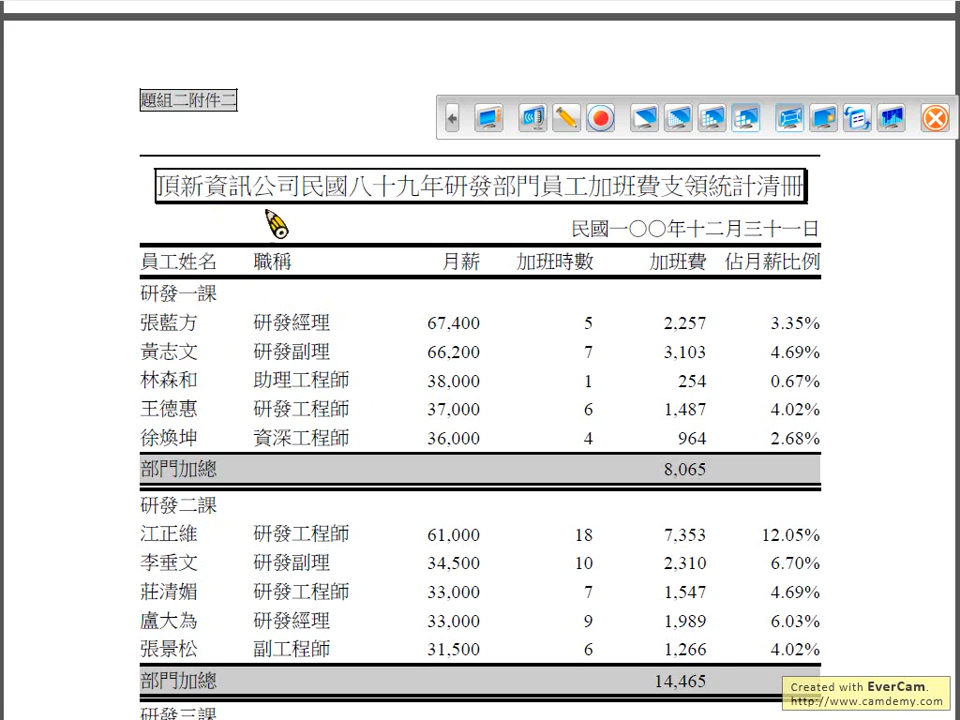 題組二附件二
頂新資訊公司民國八十九年研發部門員工加班費支領統計清冊
民國一〇〇年十二月三十一日
員工姓名 職稱 月薪 加班時數 加班費 佔月薪比例
研發一課
張藍方 研發經理 67,400 5 2,257 3.35%
黃志文 研發副理 66,200 7 3,103 4.69%
林森和 助理工程師 38,000 1 254 0.67%
王德惠 研發工程師 37,000 6 1,487 4.02%
徐煥坤 資深工程師 36,000 4 964 2.68%
部門加總 8,065
研發二課
江正維 研發工程師 61,000 18 7,353 12.05%
李垂文 研發副理 34,500 10 2,310 6.70%
莊清媚 研發工程師 33,000 7 1,547 4.69%
盧大為 研發經理 33,000 9 1,989 6.03%
張景松 副工程師 31,500 6 1,266 4.02%
部門加總 14,465
研發三課
Created with EverCam.
http://www.camdemy.com